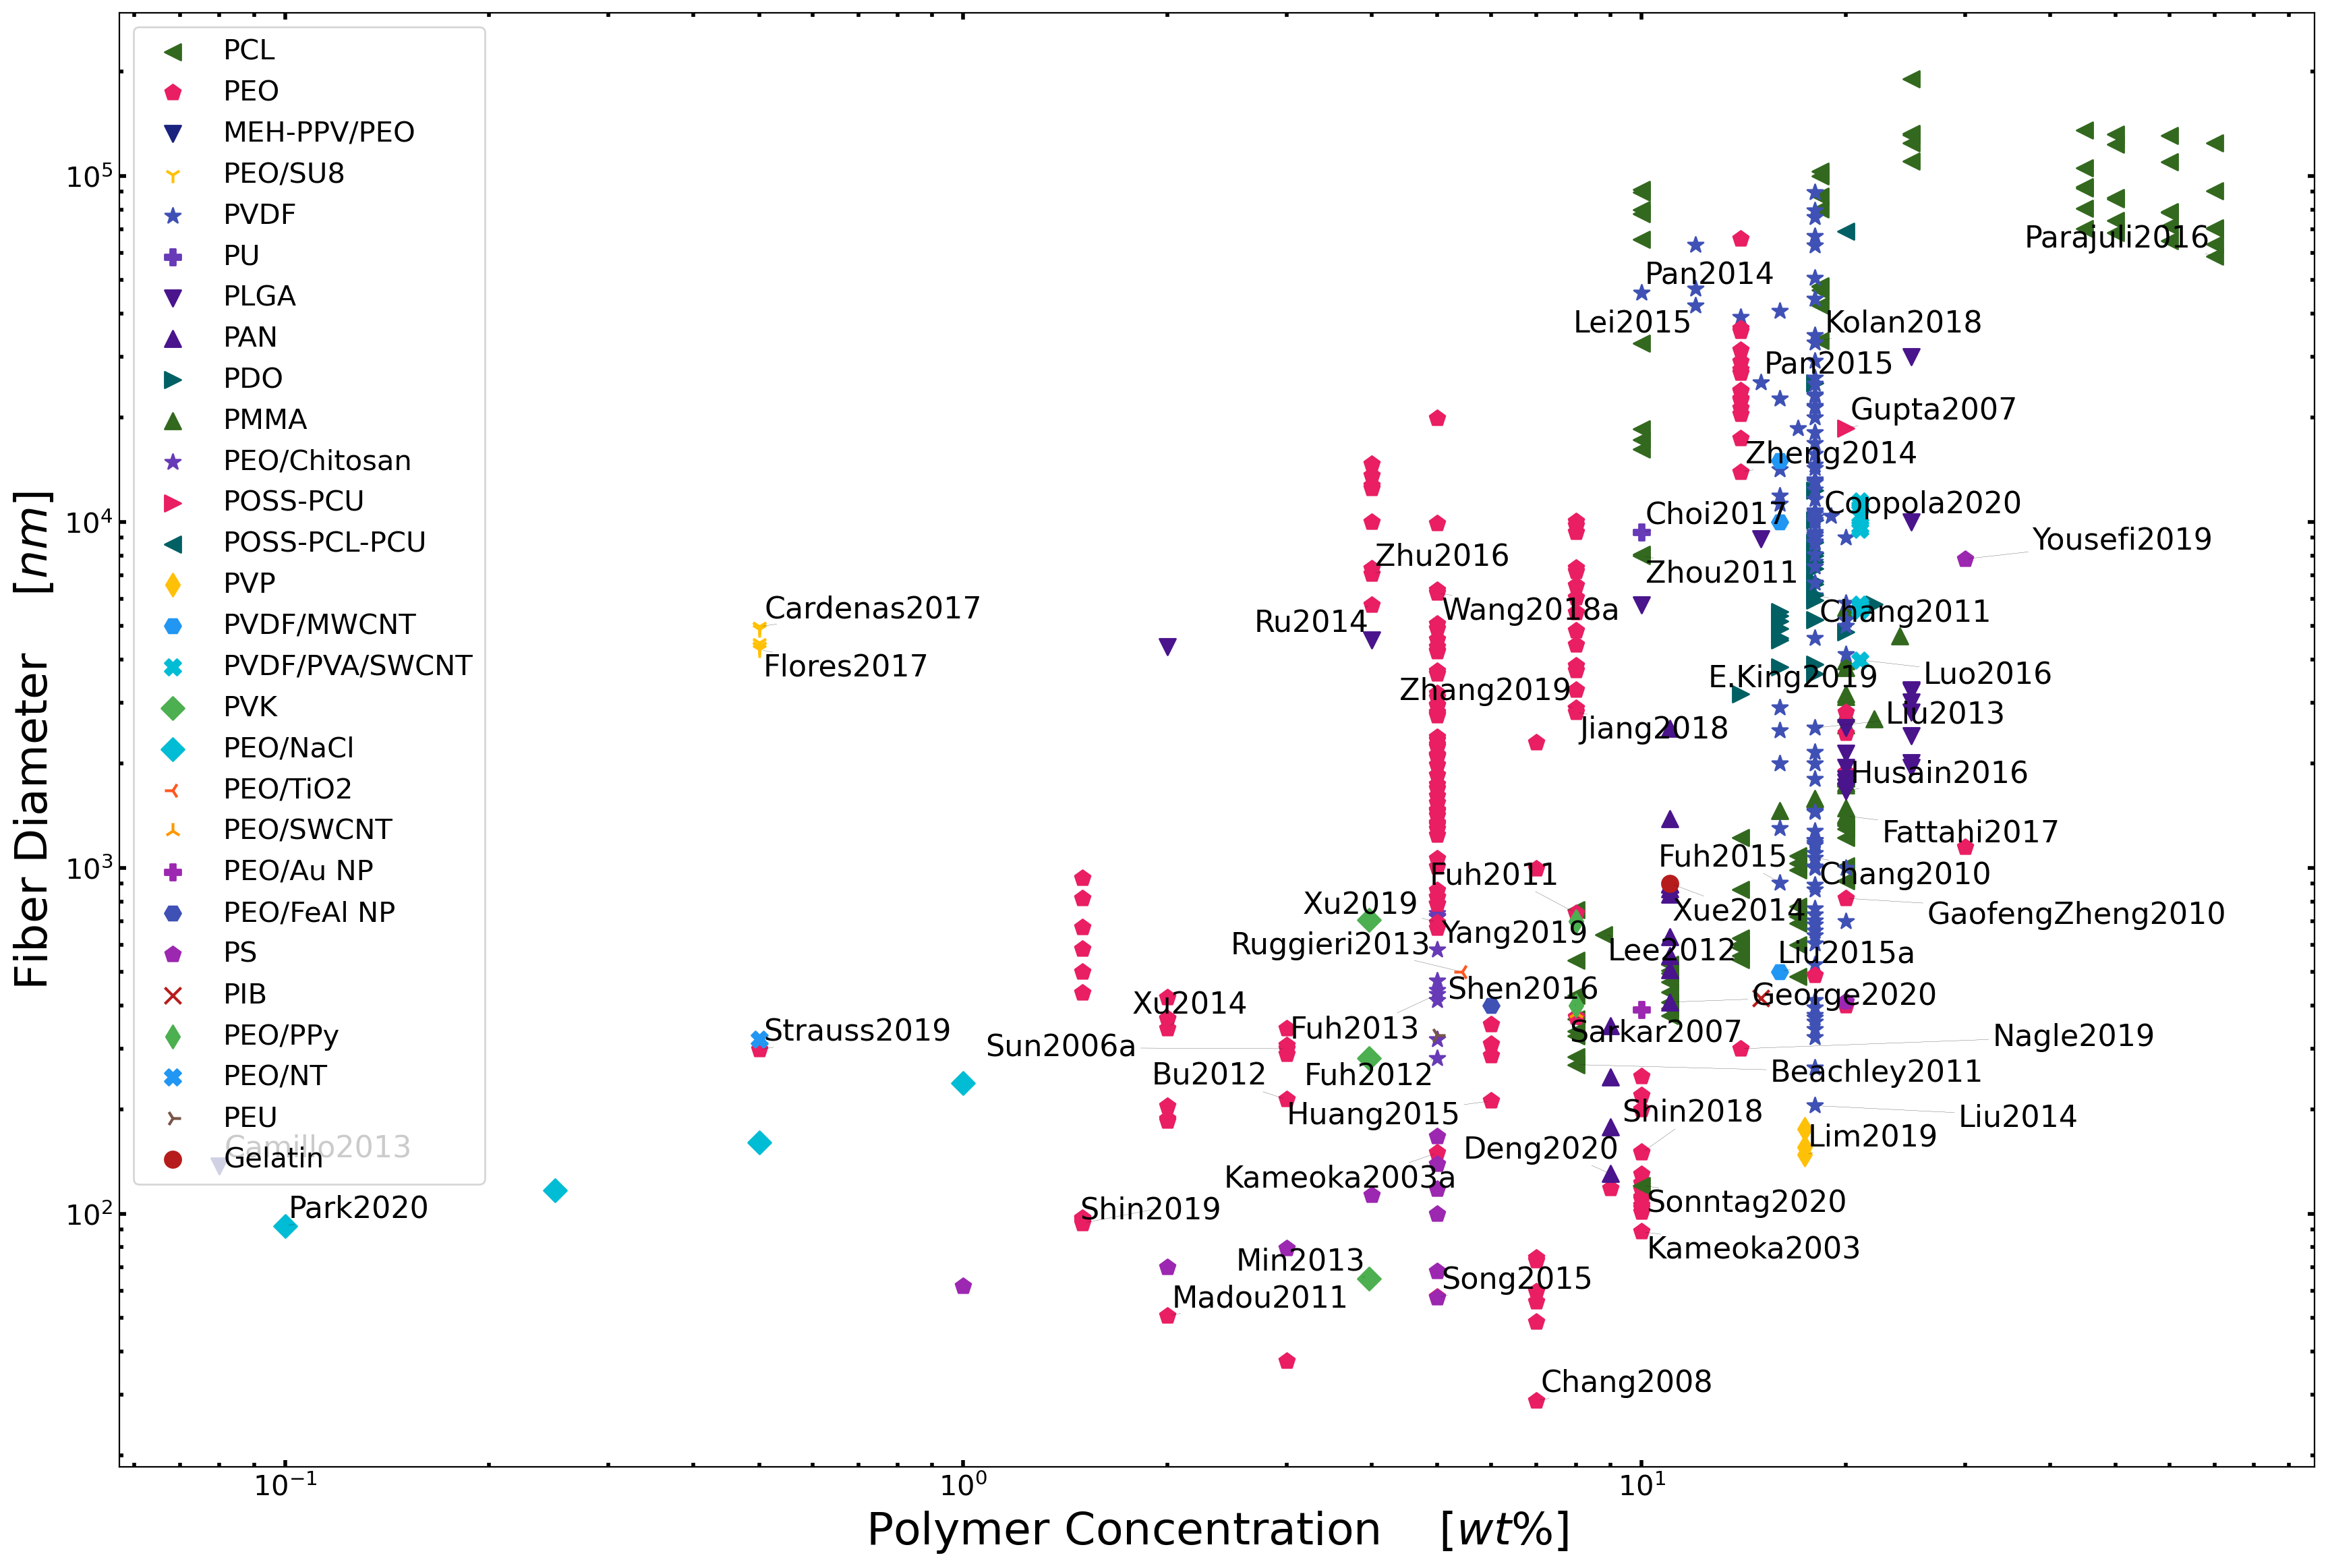 PCL
PEO
MEH-PPV/PEO
PEO/SU8
PVDF
PU
PLGA
PAN
PDO
PMMA
PEO/Chitosan
POSS-PCU
POSS-PCL-PCU
PVP
PVDF/MWCNT
PVDF/PVA/SWCNT
PVK
PEO/NaCl
PEO/TiO2
PEO/SWCNT
PEO/Au NP
PEO/FeAl NP
PS
PIB
PEO/PPy
PEO/NT
PEU
Gelatin
Camillo2013
Park2020
Cardenas2017
Flores2017
Strauss2019
Parajuli2016
Pan2014
Lei2015
Kolan2018
Pan2015
Gupta2007
Zheng2014
Coppola2020
Choi2017
Yousefi2019
Zhu2016
Zhou2011
Wang2018a
Chang2011
Ru2014
E.King2019
Luo2016
Zhang2019
Liu2013
Jiang2018
Husain2016
Fattahi2017
Fuh2015
Fuh2011
Chang2010
Xu2019
Xue2014
GaofengZheng2010
Yang2019
Ruggieri2013
Lee2012
Liu2015a
Shen2016
George2020
Xu2014
Fuh2013
Sarkar2007
Nagle2019
Sun2006a
Bu2012
Fuh2012
Beachley2011
Huang2015
Shin2018
Liu2014
Lim2019
Deng2020
Kameoka2003a
Shin2019
Sonntag2020
Kameoka2003
Min2013
Song2015
Madou2011
Chang2008
10⁵
10⁴
10³
10²
10⁻¹
10⁰
10¹
Fiber Diameter [nm]
Polymer Concentration [wt%]